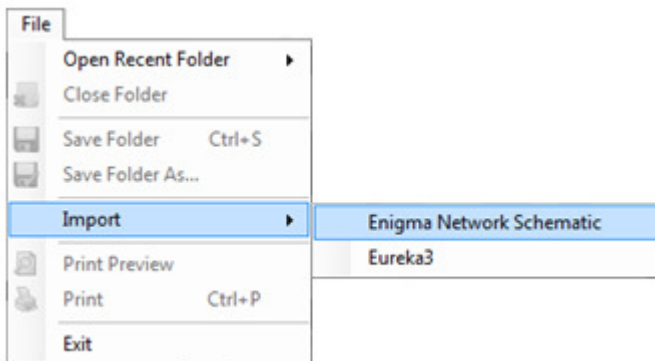 File
Open Recent Folder
Close Folder
Save Folder Ctrl+S
Save Folder As...
Import
Enigma Network Schematic
Eureka3
Print Preview
Print Ctrl+P
Exit